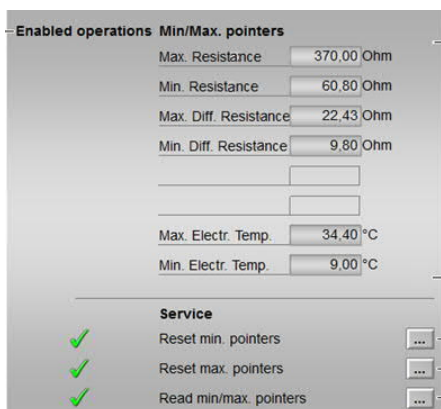 Enabled operations Min/Max. pointers
Max. Resistance 370,00 Ohm
Min. Resistance 60,80 Ohm
Max. Diff. Resistance 22,43 Ohm
Min. Diff. Resistance 9,80 Ohm
Max. Electr. Temp. 34,40 °C
Min. Electr. Temp. 9,00 °C
Service
Reset min. pointers ...
Reset max. pointers ...
Read min/max. pointers ...